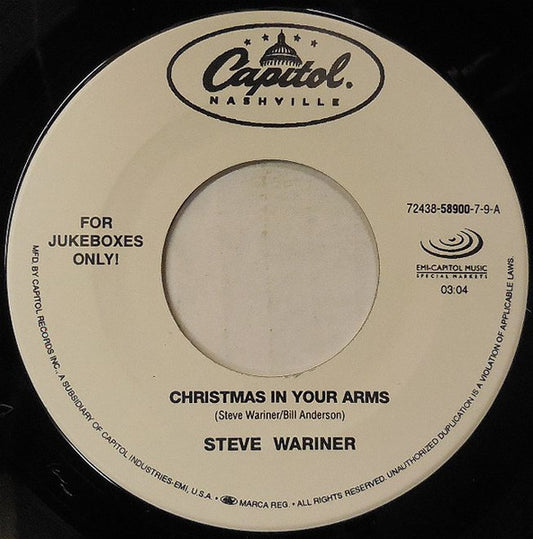 Capitol.
NASHVILLE
FOR
JUKEBOXES
ONLY!
72438-58900-7-9-A
EMI-CAPITOL MUSIC
SPECIAL MARKETS
03:04
CHRISTMAS IN YOUR ARMS
(Steve Wariner/Bill Anderson)
STEVE WARINER
MFD. BY CAPITOL RECORDS INC., A SUBSIDIARY OF CAPITOL INDUSTRIES-EMI, U.S.A. • MARCA REG. • ALL RIGHTS RESERVED. UNAUTHORIZED DUPLICATION IS A VIOLATION OF APPLICABLE LAWS.